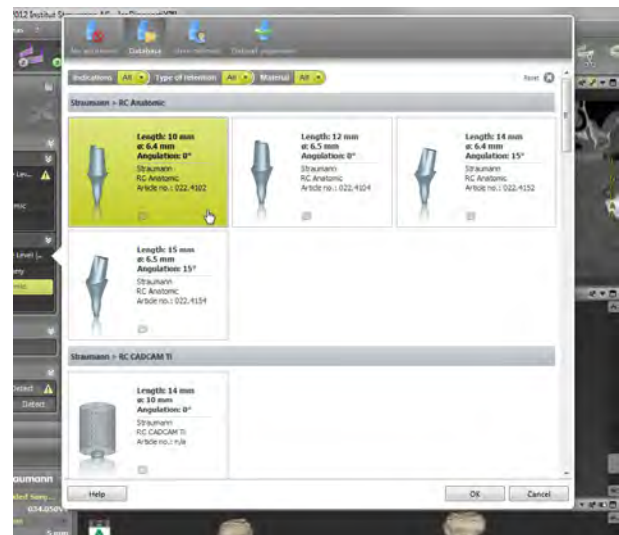 Database
Indications All Type of retention All Material All
Straumann > RC Anatomic
Length: 10 mm
ø: 6.4 mm
Angulation: 0°
Straumann
RC Anatomic
Article no.: 022.4102
Length: 12 mm
ø: 6.5 mm
Angulation: 0°
Straumann
RC Anatomic
Article no.: 022.4104
Length: 14 mm
ø: 6.4 mm
Angulation: 15°
Straumann
RC Anatomic
Article no.: 022.4152
Length: 15 mm
ø: 6.5 mm
Angulation: 15°
Straumann
RC Anatomic
Article no.: 022.4154
Straumann > RC CADCAM Ti
Length: 14 mm
ø: 10 mm
Angulation: 0°
Straumann
RC CADCAM Ti
Article no.: n/a
Detect
Detect
Help
OK
Cancel